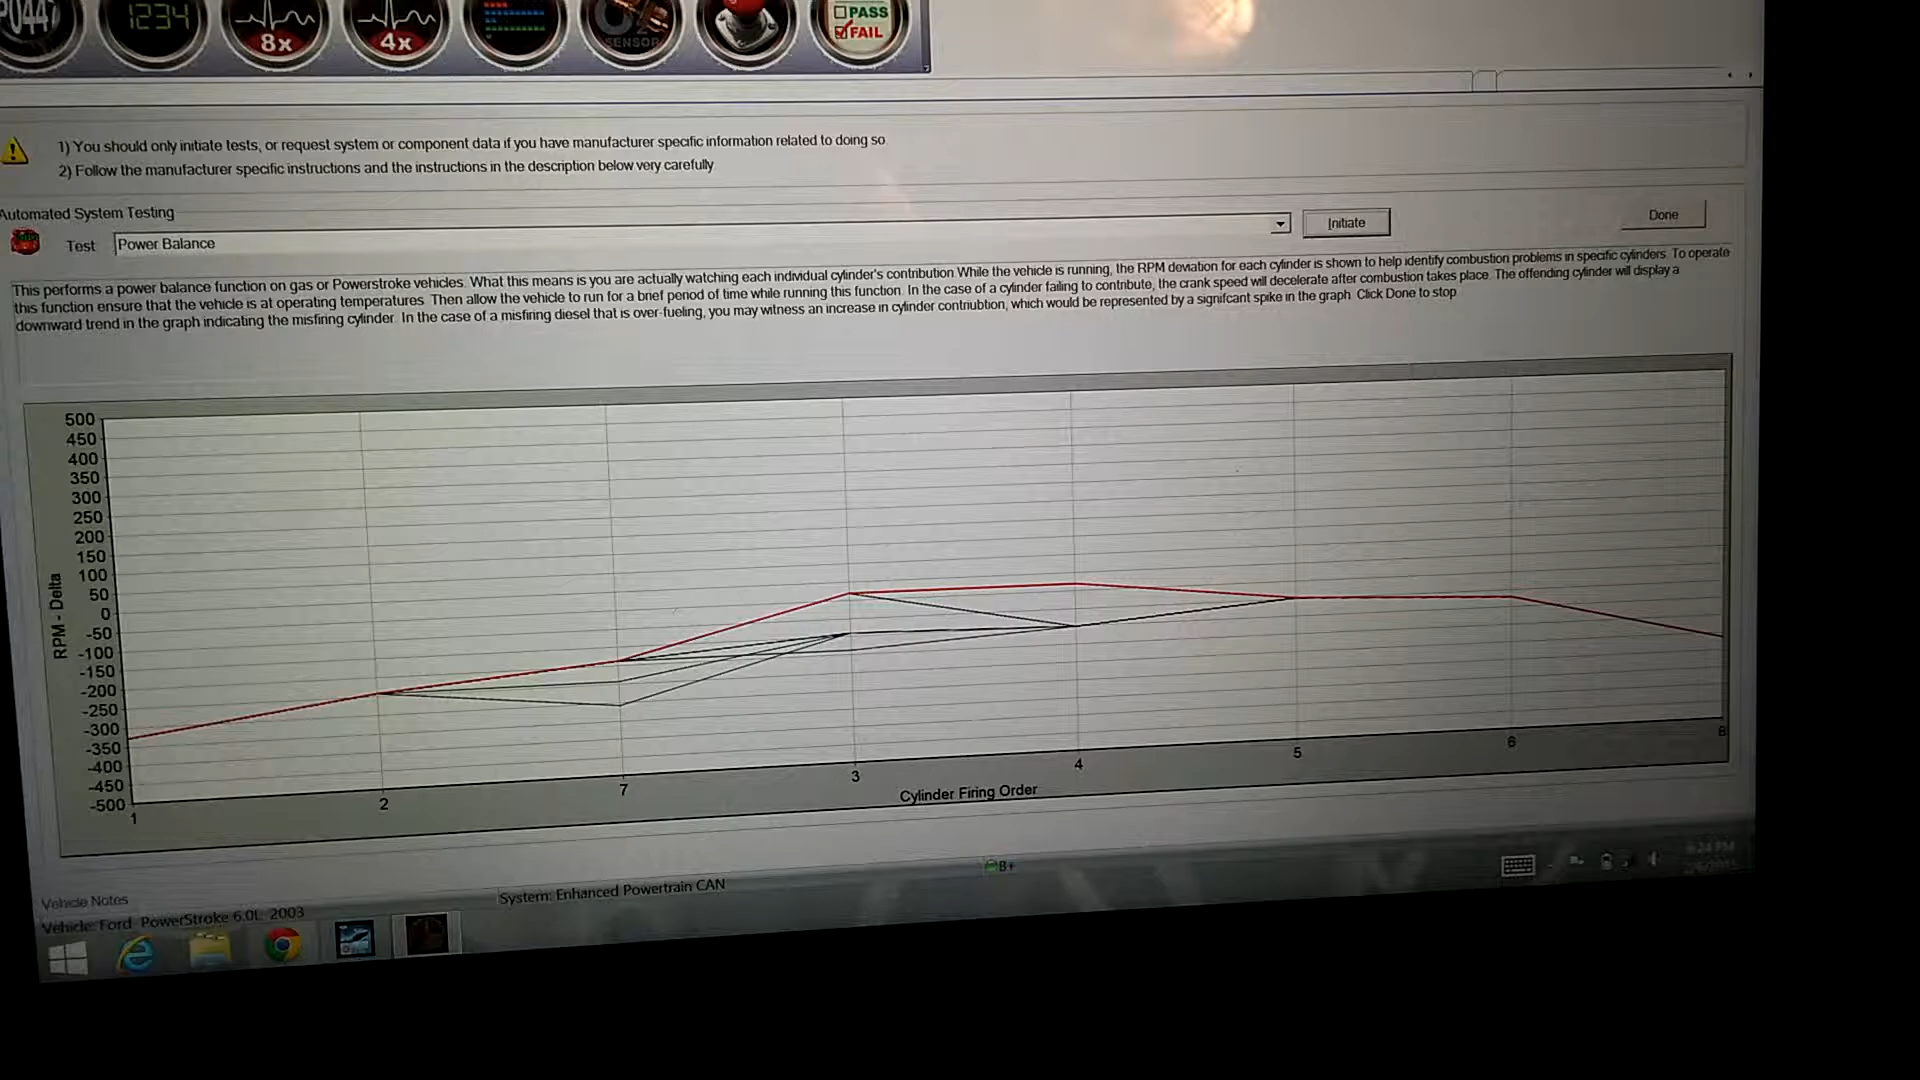 1234
8x
4x
SENSOR
PASS
FAIL
1) You should only initiate tests, or request system or component data if you have manufacturer specific information related to doing so
2) Follow the manufacturer specific instructions and the instructions in the description below very carefully
Automated System Testing
Test Power Balance Initiate Done
This performs a power balance function on gas or Powerstroke vehicles. What this means is you are actually watching each individual cylinder's contribution While the vehicle is running, the RPM deviation for each cylinder is shown to help identify combustion problems in specific cylinders. To operate
this function ensure that the vehicle is at operating temperatures. Then allow the vehicle to run for a brief period of time while running this function. In the case of a cylinder failing to contribute, the crank speed will decelerate after combustion takes place. The offending cylinder will display a
downward trend in the graph indicating the misfiring cylinder. In the case of a misfiring diesel that is over-fueling, you may witness an increase in cylinder contriubtion, which would be represented by a signifcant spike in the graph. Click Done to stop
500
450
400
350
300
250
200
150
100
50
0
-50
-100
-150
-200
-250
-300
-350
-400
-450
-500
RPM - Delta
1 2 7 3 4 5 6 8
Cylinder Firing Order
B+
Vehicle Notes
System: Enhanced Powertrain CAN
Vehicle: Ford PowerStroke 6.0L 2003